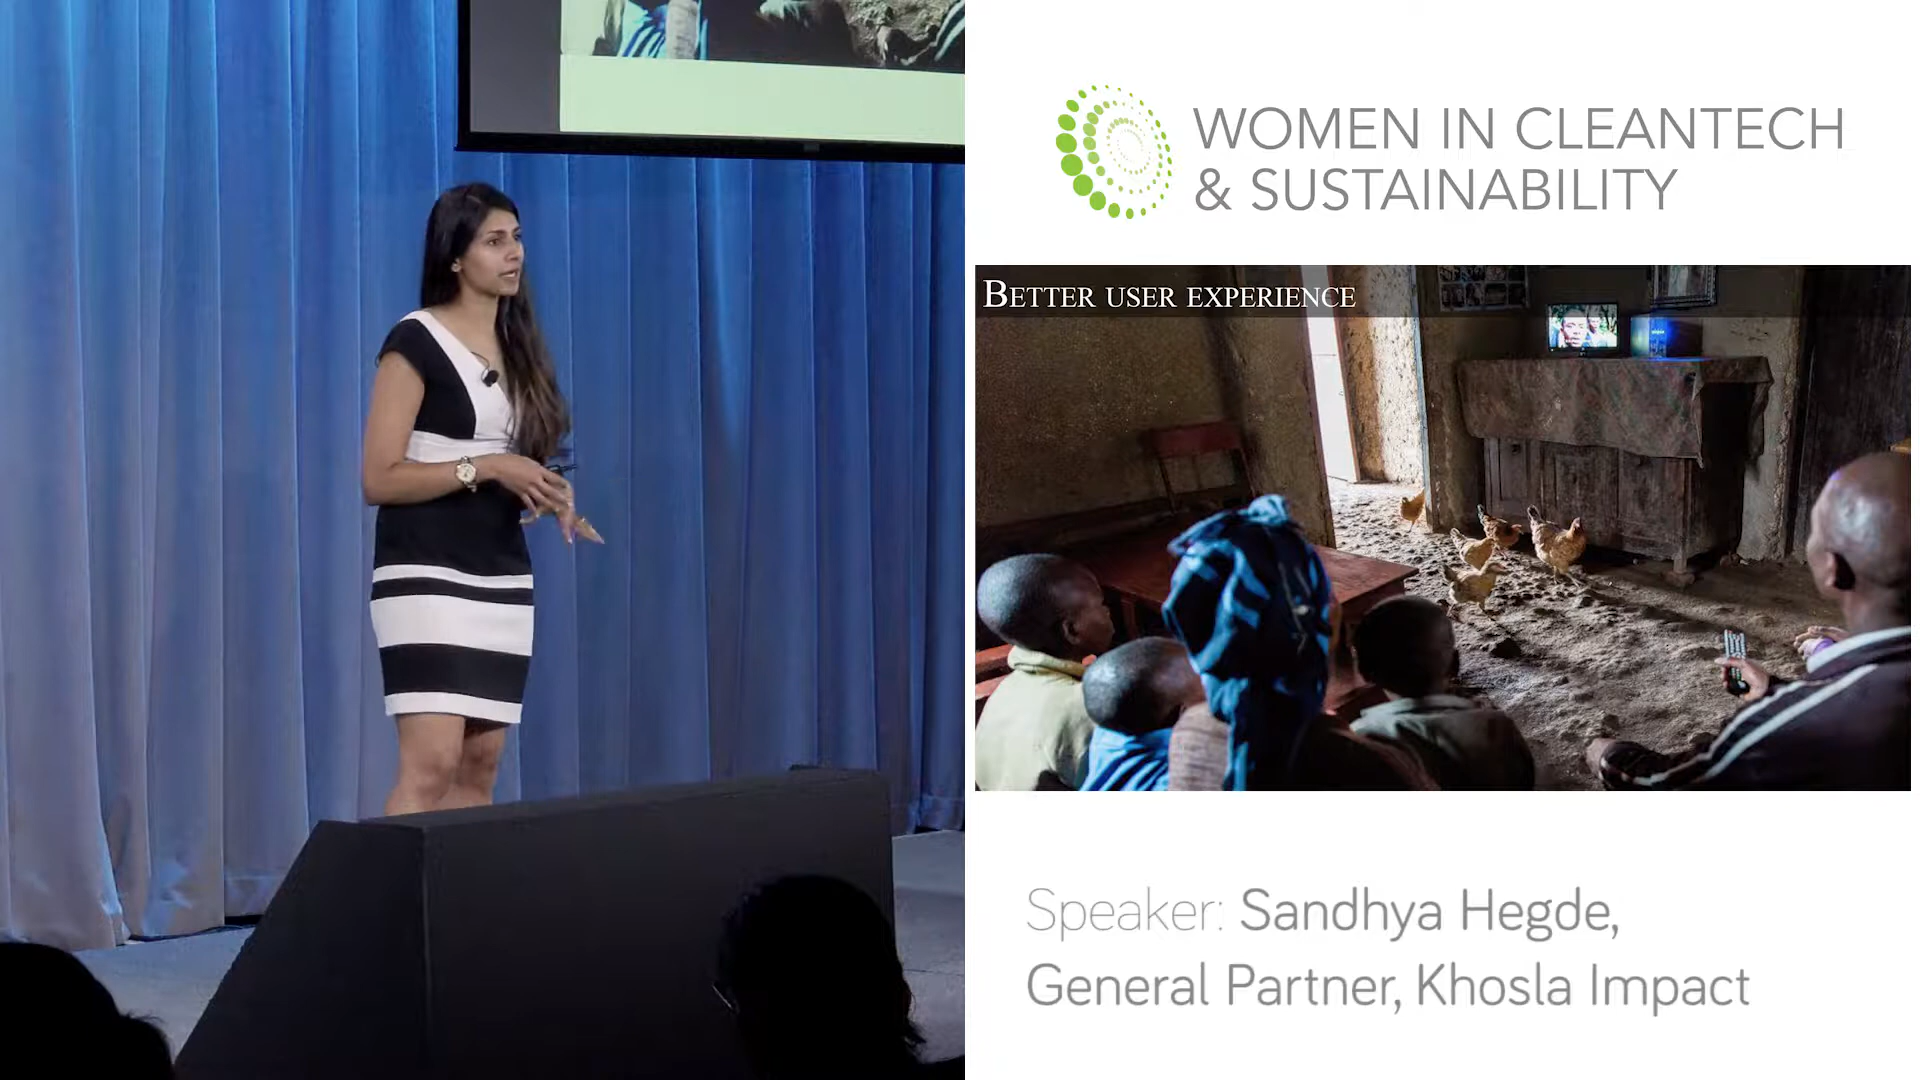 WOMEN IN CLEANTECH
& SUSTAINABILITY
BETTER USER EXPERIENCE
Speaker: Sandhya Hegde,
General Partner, Khosla Impact